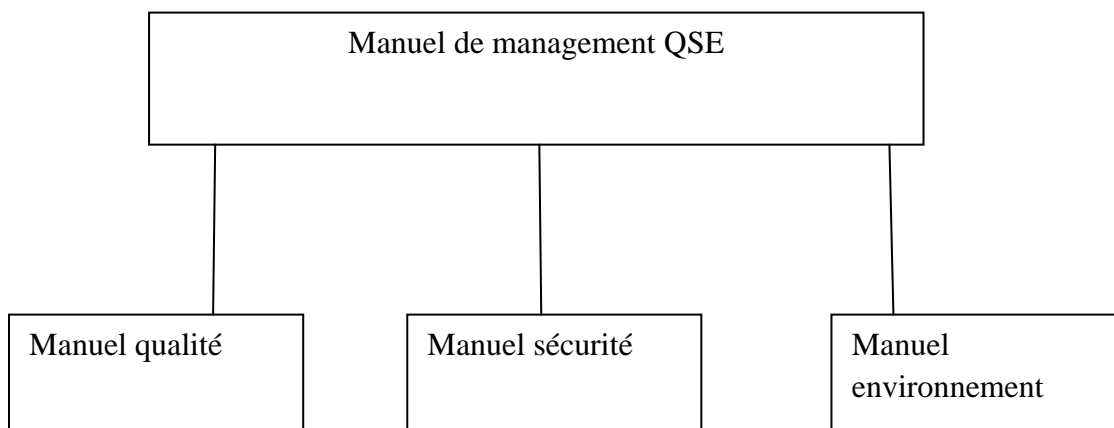 Manuel de management QSE
Manuel qualité
Manuel sécurité
Manuel
environnement